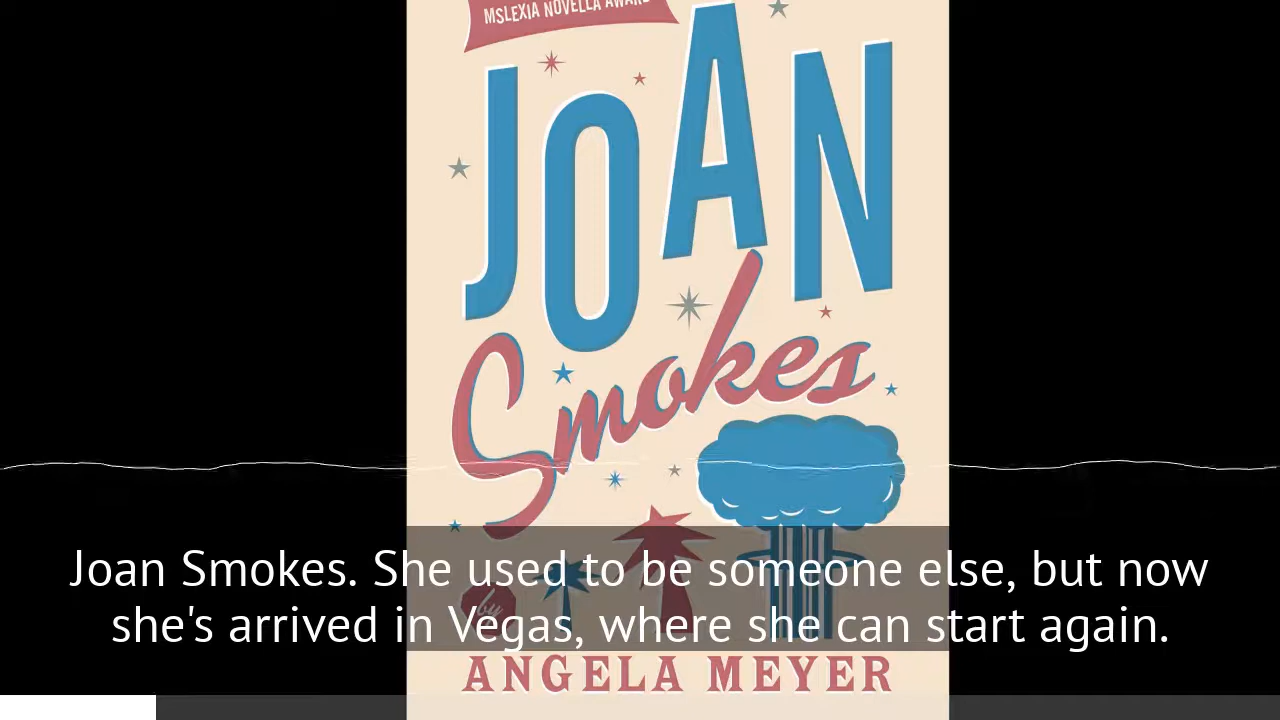 MSLEXIA NOVELLA AWARD
JOAN
Smokes
Joan Smokes. She used to be someone else, but now
by
she's arrived in Vegas, where she can start again.
ANGELA MEYER